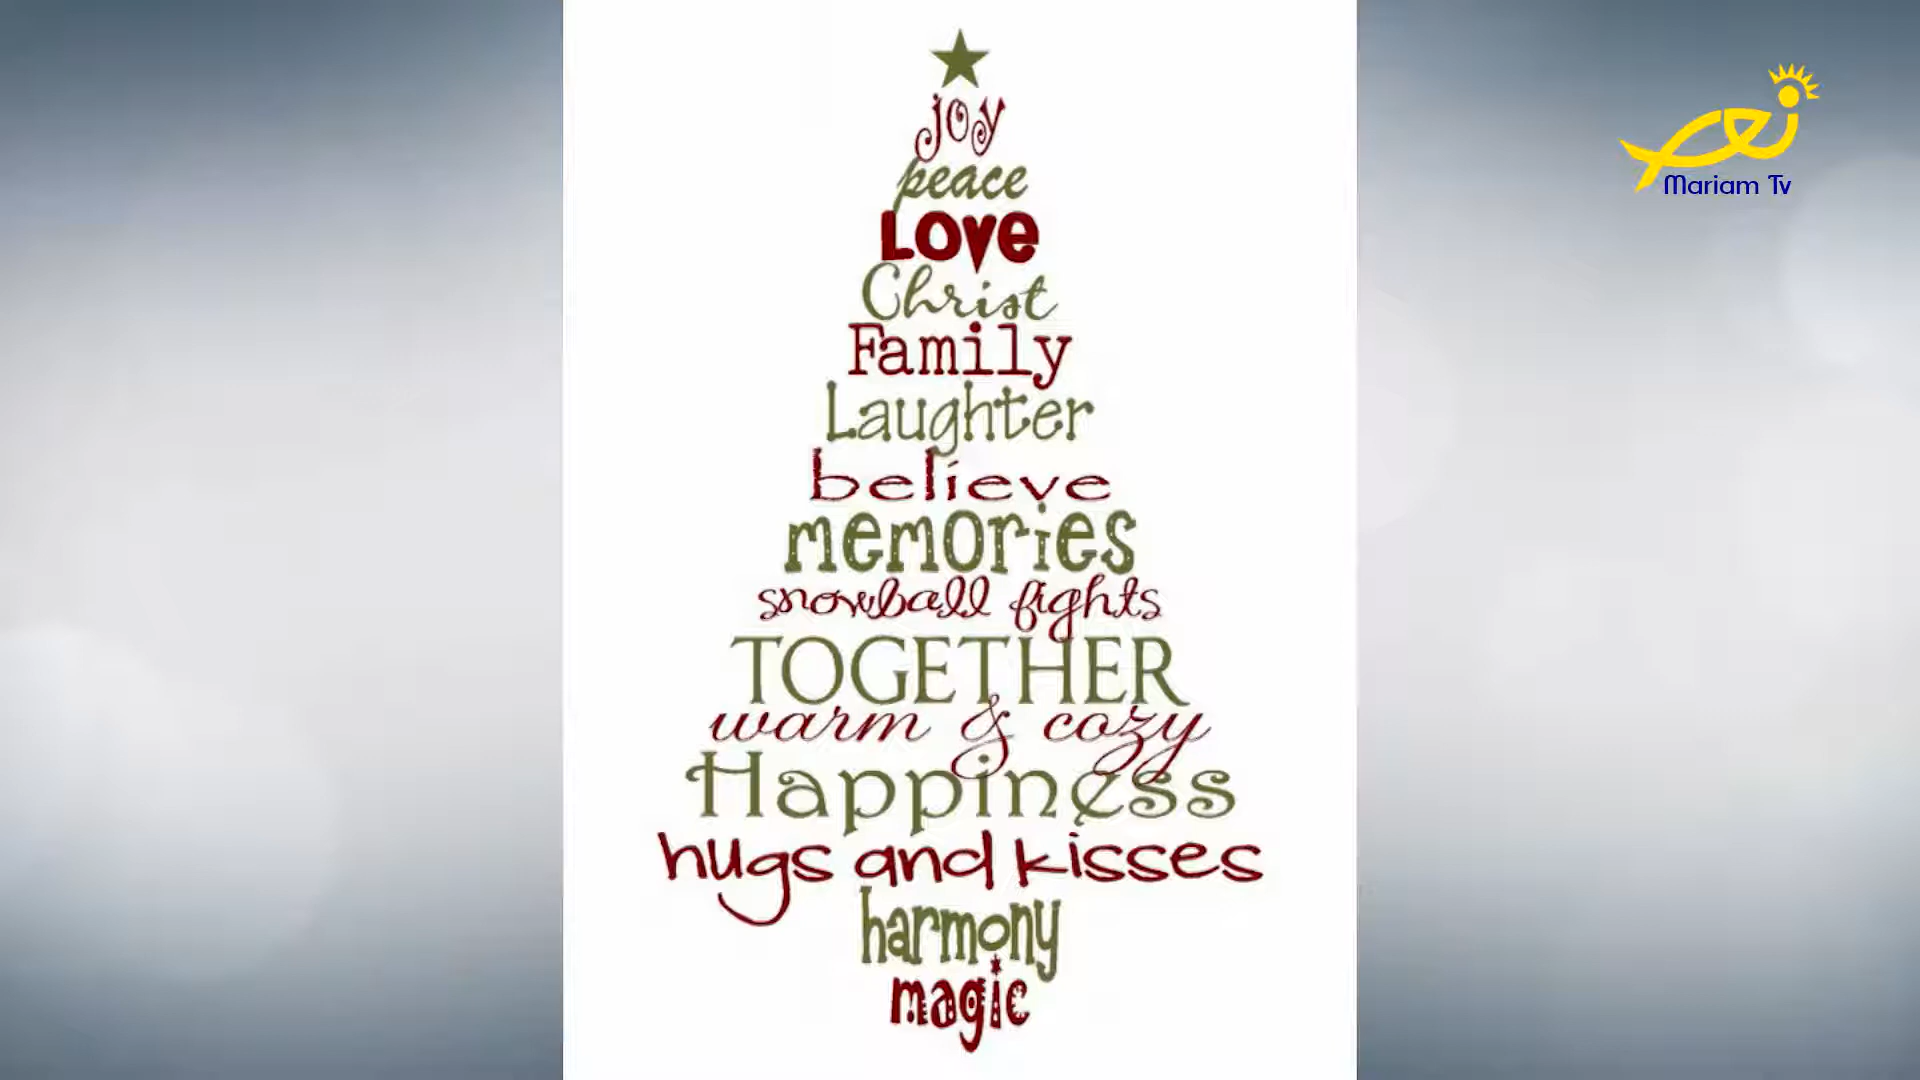 joy
peace
Love
Christ
Family
Laughter
believe
memories
snowball fights
TOGETHER
warm & cozy
Happiness
hugs and kisses
harmony
magic
نعم
Mariam Tv